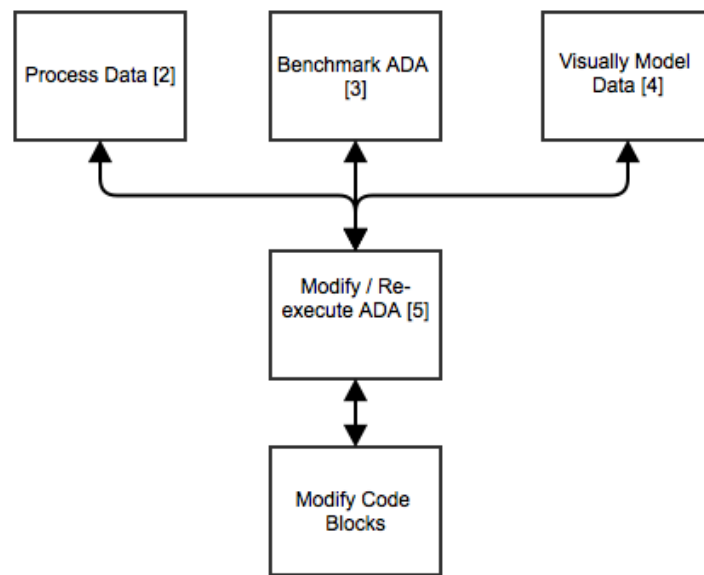 Process Data [2]
Benchmark ADA
[3]
Visually Model
Data [4]
Modify / Re-
execute ADA [5]
Modify Code
Blocks